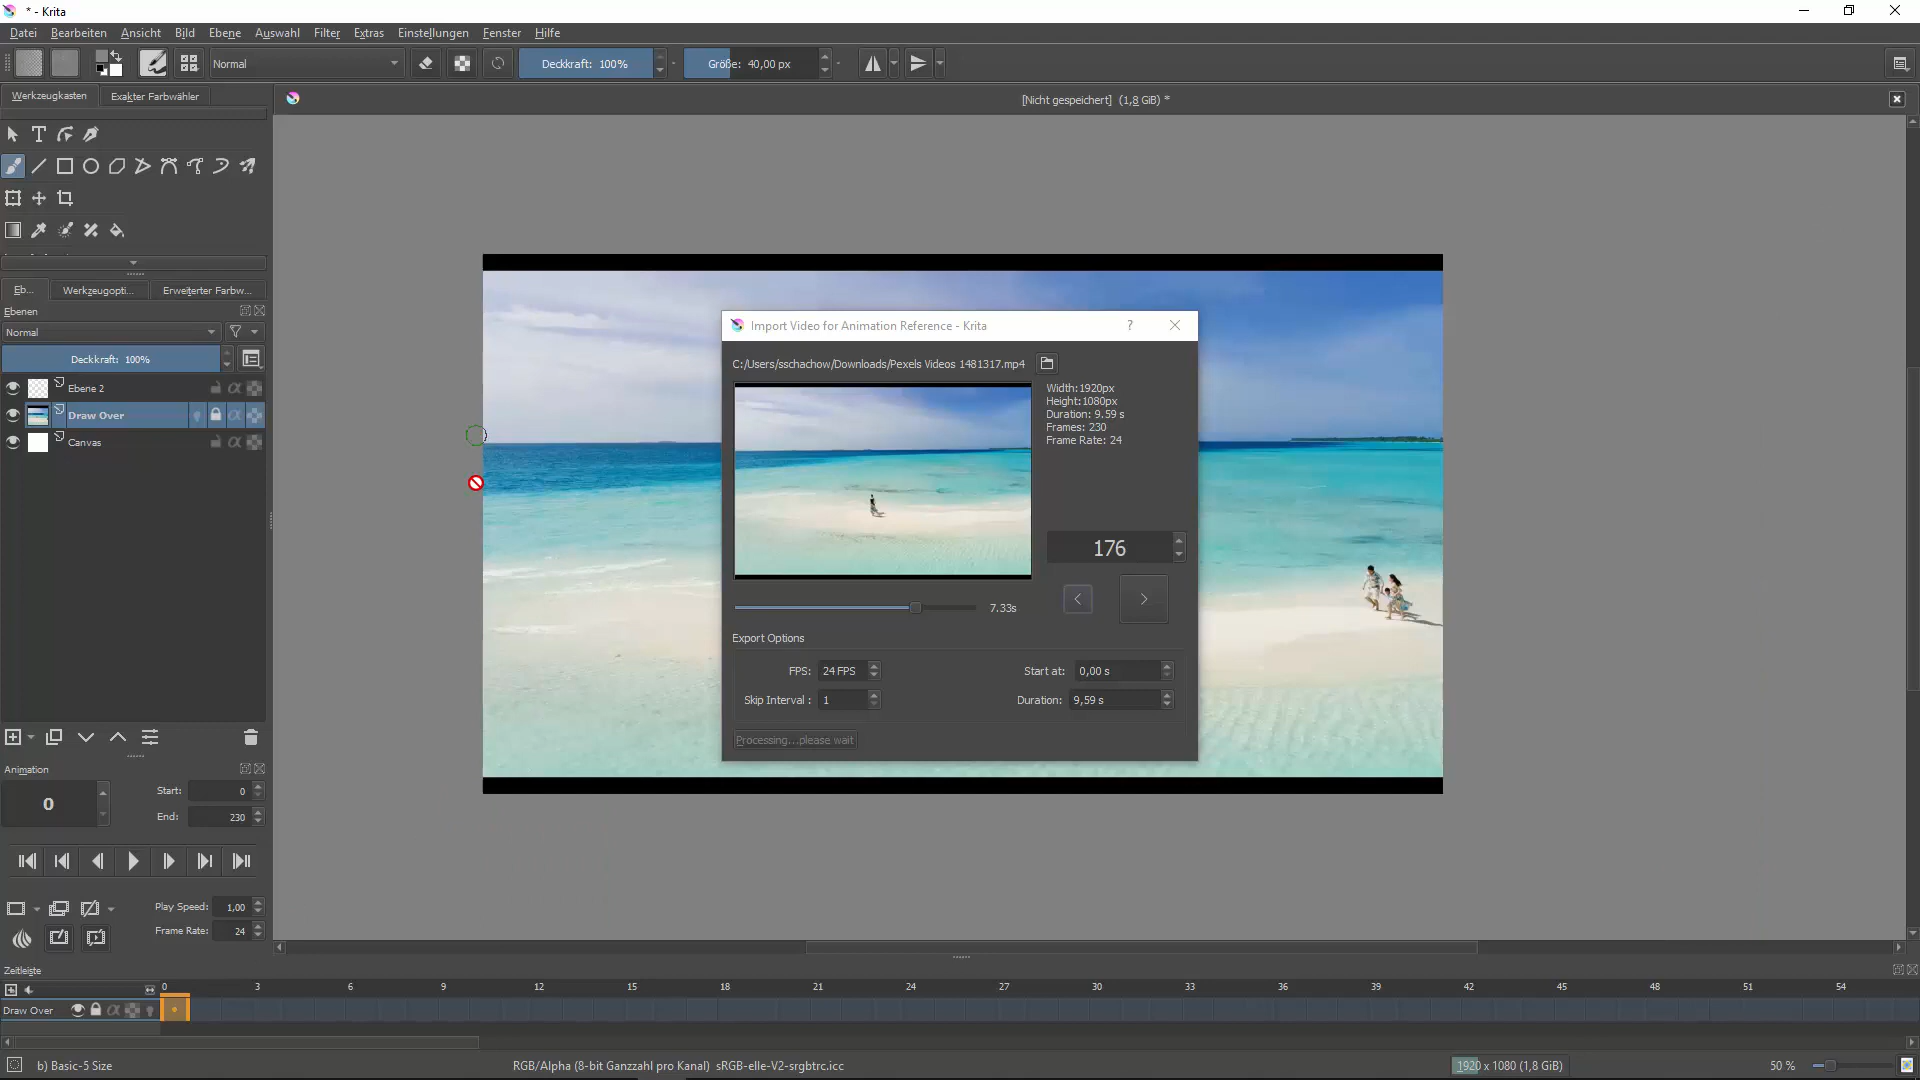 * - Krita
Datei Bearbeiten Ansicht Bild Ebene Auswahl Filter Extras Einstellungen Fenster Hilfe
Normal
Deckkraft: 100%
Größe: 40,00 px
Werkzeugkasten
Exakter Farbwähler
[Nicht gespeichert] (1,8 GiB) *
Eb...
Werkzeugopti...
Erweiterter Farbw...
Ebenen
Normal
Deckkraft: 100%
Ebene 2
Draw Over
Canvas
Animation
0
Start: 0
End: 230
Play Speed: 1,00
Frame Rate: 24
Import Video for Animation Reference - Krita
?
C:/Users/sschachow/Downloads/Pexels Videos 1481317.mp4
Width:1920px
Height:1080px
Duration: 9.59 s
Frames: 230
Frame Rate: 24
176
7.33s
<
>
Export Options
FPS: 24 FPS
Start at: 0,00 s
Skip Interval : 1
Duration: 9,59 s
Processing...please wait
Zeitleiste
0 3 6 9 12 15 18 21 24 27 30 33 36 39 42 45 48 51 54
Draw Over
b) Basic-5 Size
RGB/Alpha (8-bit Ganzzahl pro Kanal) sRGB-elle-V2-srgbtrc.icc
1920 x 1080 (1,8 GiB)
50 %